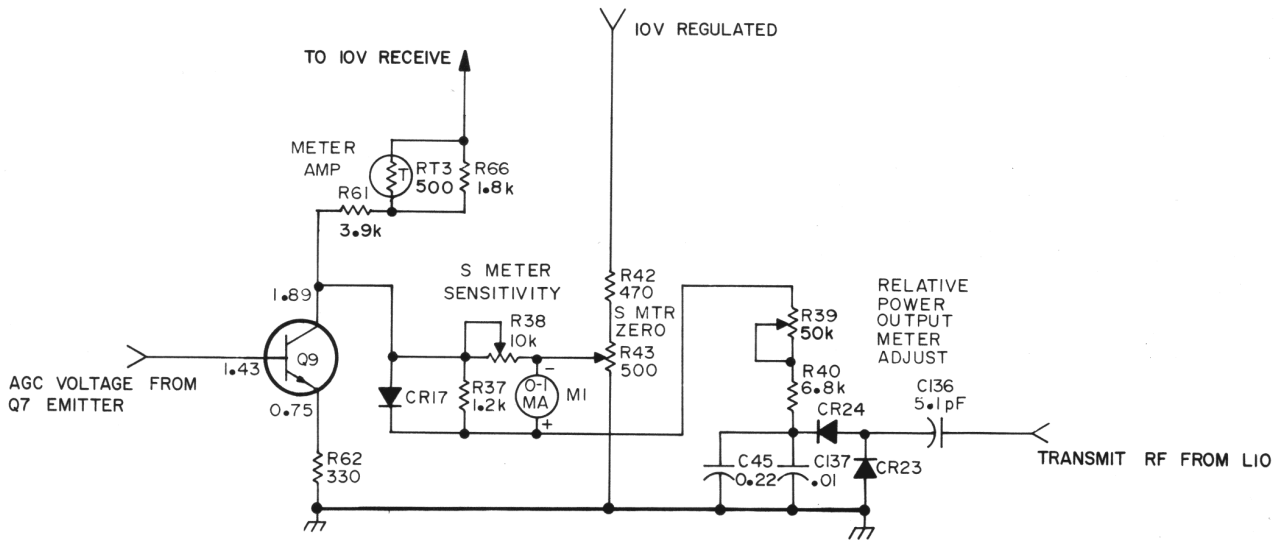 10V REGULATED
TO 10V RECEIVE
METER
AMP
T
RT3
500
R66
1.8k
R61
3.9k
1.89
S METER
SENSITIVITY
R38
10k
R42
470
S MTR
ZERO
R43
500
R39
50k
RELATIVE
POWER
OUTPUT
METER
ADJUST
1.43
Q9
AGC VOLTAGE FROM
Q7 EMITTER
0.75
CR17
R37
1.2k
-
0-1
MA
M1
+
R40
6.8k
C136
5.1pF
CR24
TRANSMIT RF FROM L10
R62
330
C45
0.22
C137
.01
CR23